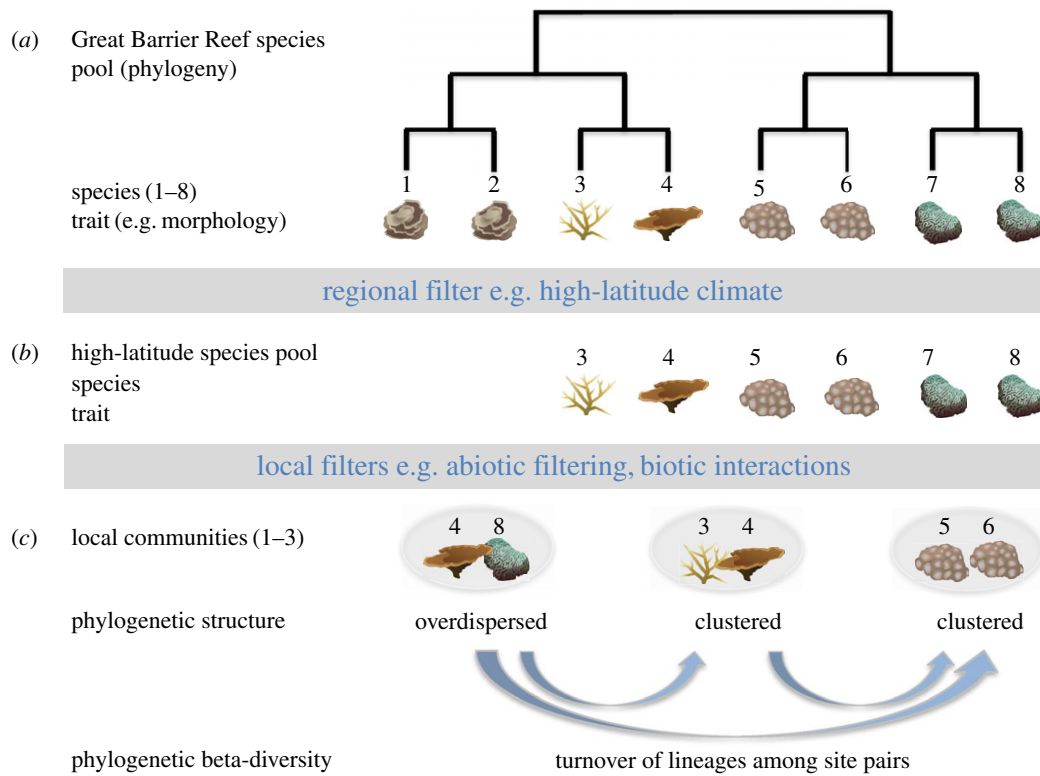 (a) Great Barrier Reef species
pool (phylogeny)
1 2 3 4 5 6 7 8
species (1–8)
trait (e.g. morphology)
regional filter e.g. high-latitude climate
(b) high-latitude species pool
3 4 5 6 7 8
species
trait
local filters e.g. abiotic filtering, biotic interactions
4 8 3 4 5 6
(c) local communities (1–3)
phylogenetic structure overdispersed clustered clustered
phylogenetic beta-diversity turnover of lineages among site pairs